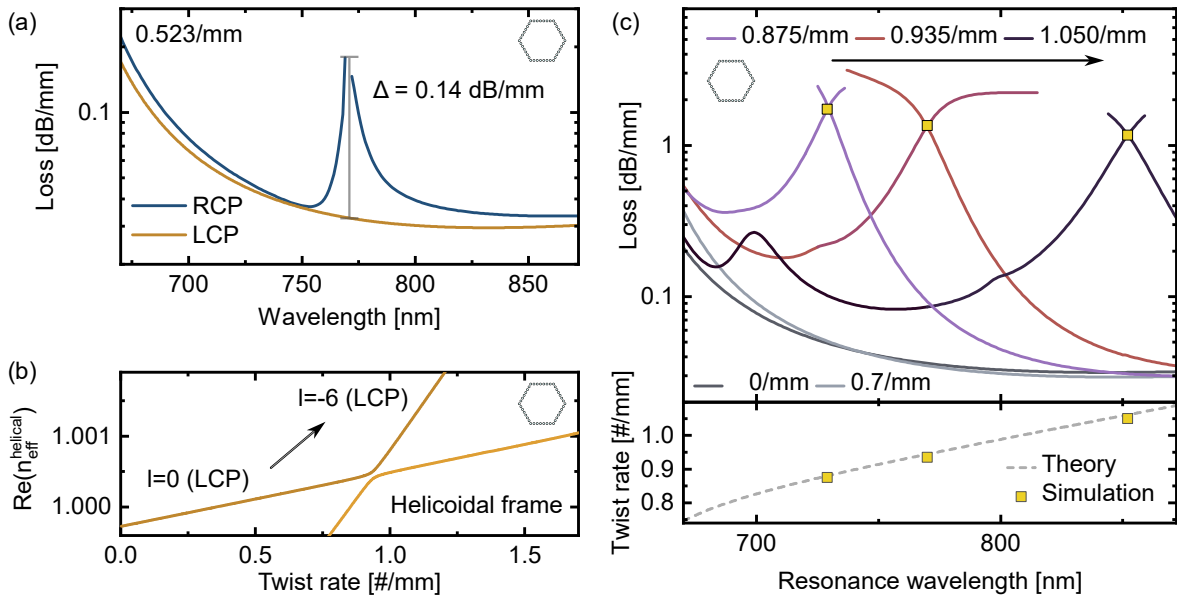 (a)
0.523/mm
Δ = 0.14 dB/mm
RCP
LCP
0.1
Loss [dB/mm]
700
750
800
850
Wavelength [nm]
(b)
l=-6 (LCP)
l=0 (LCP)
Helicoidal frame
1.001
1.000
Re(n_eff^helical)
0.0
0.5
1.0
1.5
Twist rate [#/mm]
(c)
0.875/mm
0.935/mm
1.050/mm
1
0.1
Loss [dB/mm]
0/mm
0.7/mm
1.0
0.9
0.8
Twist rate [#/mm]
Theory
Simulation
700
800
Resonance wavelength [nm]